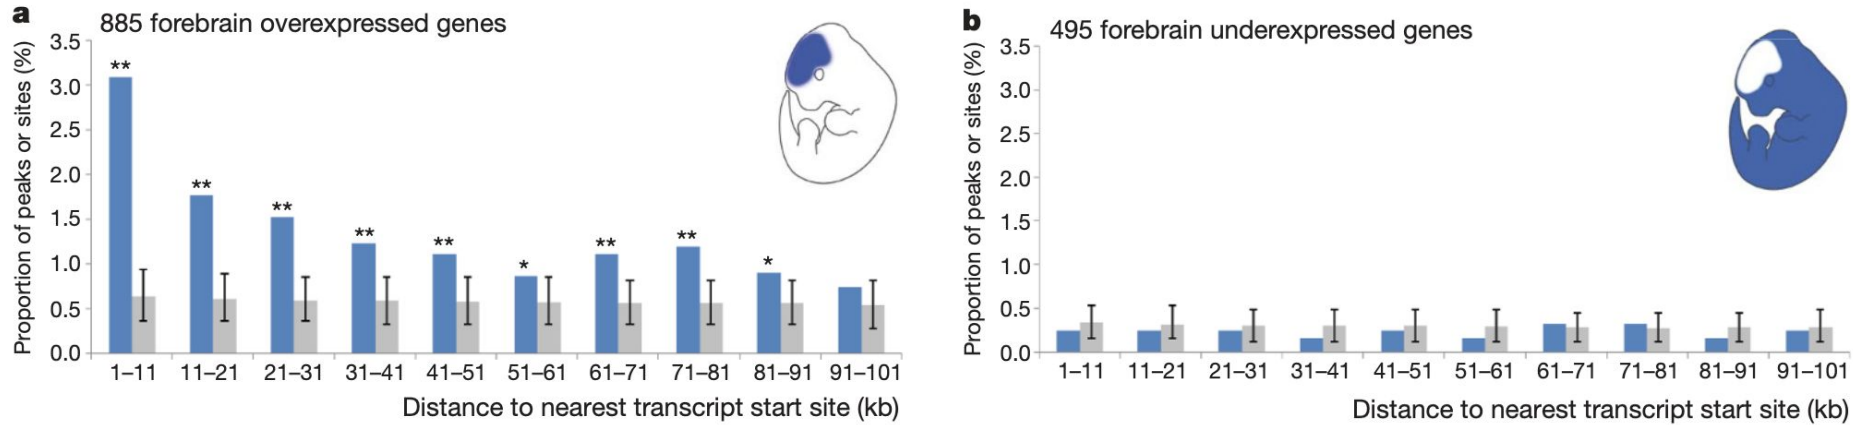 a
885 forebrain overexpressed genes
Proportion of peaks or sites (%)
3.5
3.0
2.5
2.0
1.5
1.0
0.5
0.0
**
**
**
**
**
*
**
**
*
1–11 11–21 21–31 31–41 41–51 51–61 61–71 71–81 81–91 91–101
Distance to nearest transcript start site (kb)
b
495 forebrain underexpressed genes
Proportion of peaks or sites (%)
3.5
3.0
2.5
2.0
1.5
1.0
0.5
0.0
1–11 11–21 21–31 31–41 41–51 51–61 61–71 71–81 81–91 91–101
Distance to nearest transcript start site (kb)